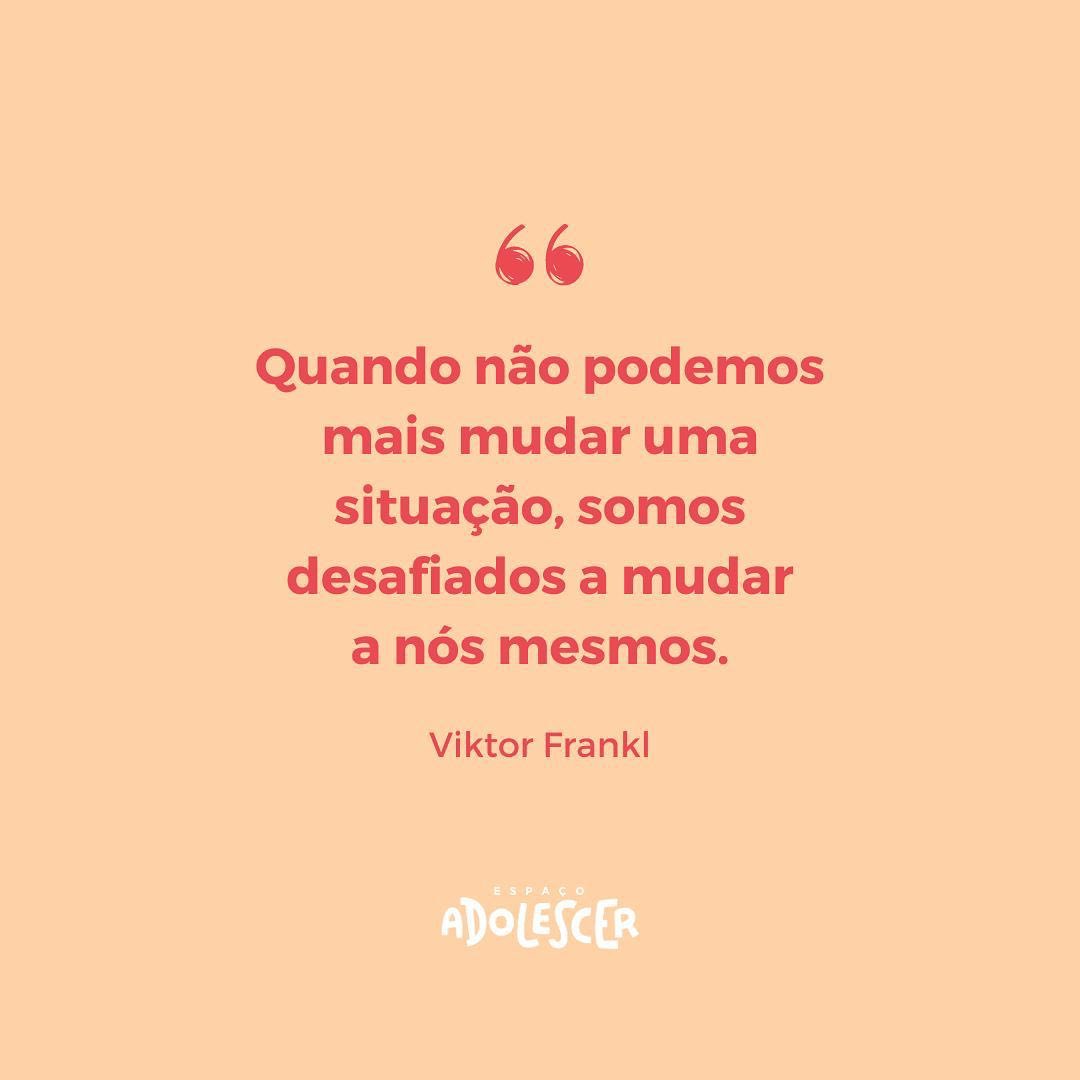 “
Quando não podemos
mais mudar uma
situação, somos
desafiados a mudar
a nós mesmos.
Viktor Frankl
ESPAÇO
ADOLESCER